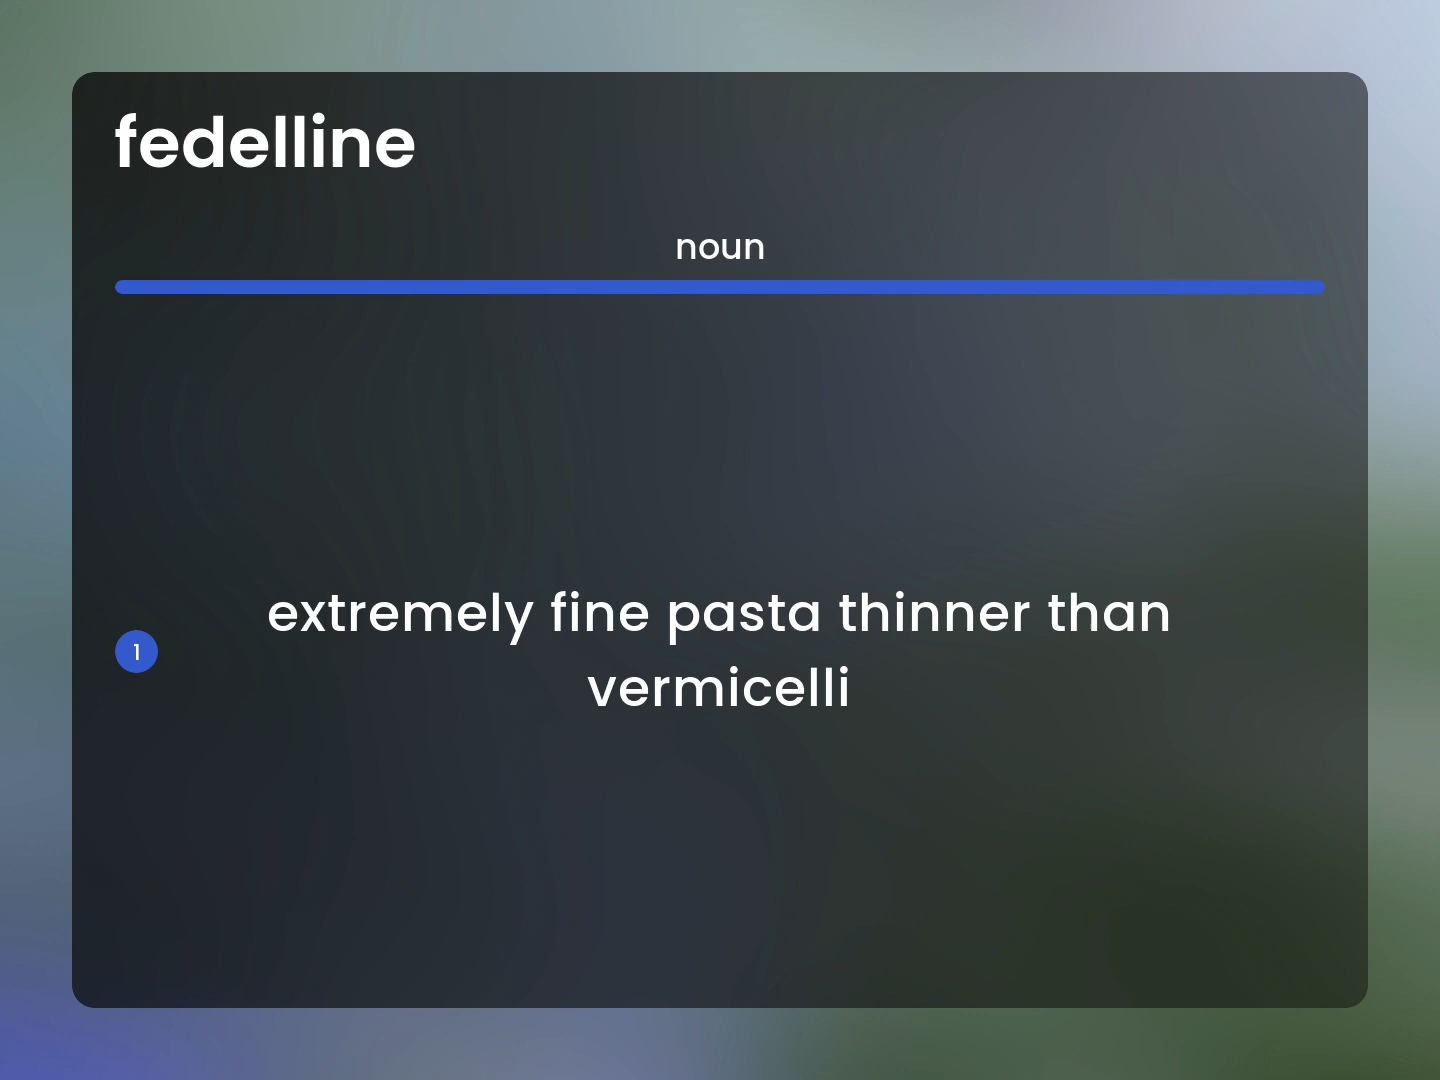 fedelline
noun
1
extremely fine pasta thinner than
vermicelli